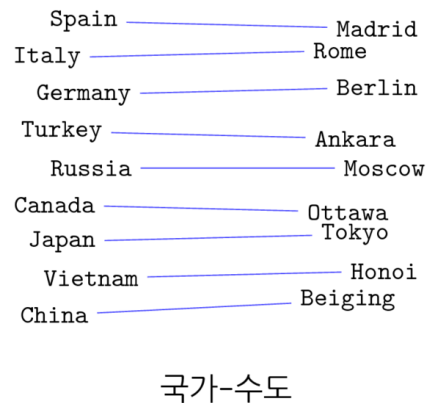 Spain Madrid
Italy Rome
Germany Berlin
Turkey Ankara
Russia Moscow
Canada Ottawa
Japan Tokyo
Vietnam Honoi
China Beiging
국가-수도